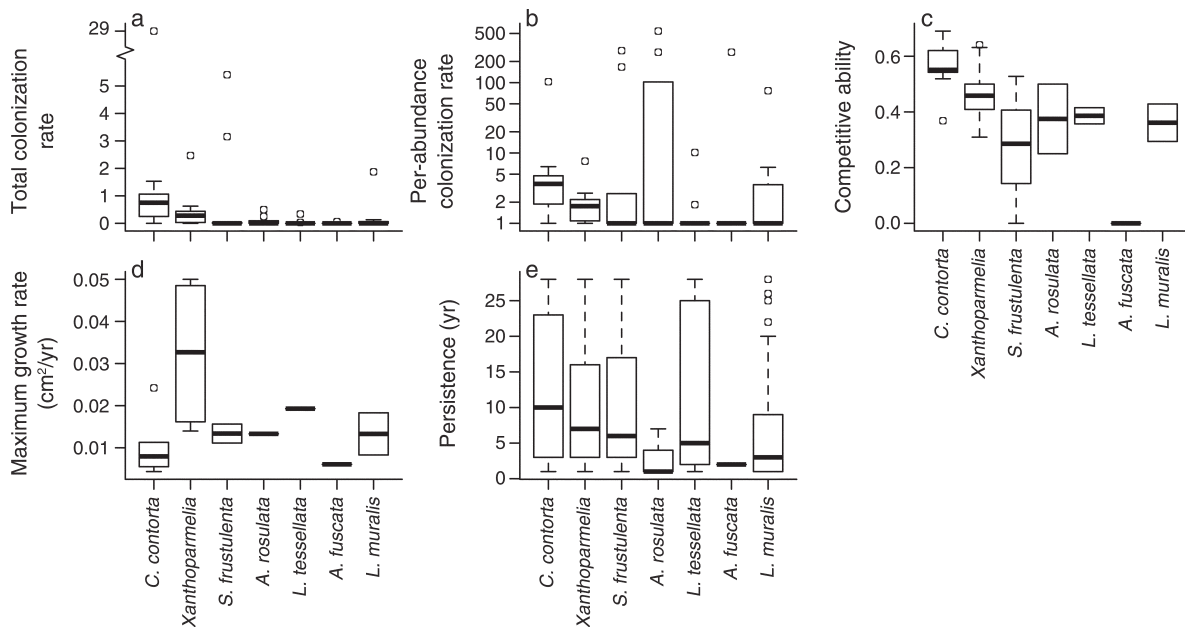 a
29
5
4
3
2
1
0
Total colonization
rate
b
500
200
100
50
20
10
5
2
1
Per-abundance
colonization rate
c
0.6
0.4
0.2
0.0
Competitive ability
C. contorta
Xanthoparmelia
S. frustulenta
A. rosulata
L. tessellata
A. fuscata
L. muralis
d
0.05
0.04
0.03
0.02
0.01
Maximum growth rate
(cm²/yr)
C. contorta
Xanthoparmelia
S. frustulenta
A. rosulata
L. tessellata
A. fuscata
L. muralis
e
25
20
15
10
5
0
Persistence (yr)
C. contorta
Xanthoparmelia
S. frustulenta
A. rosulata
L. tessellata
A. fuscata
L. muralis